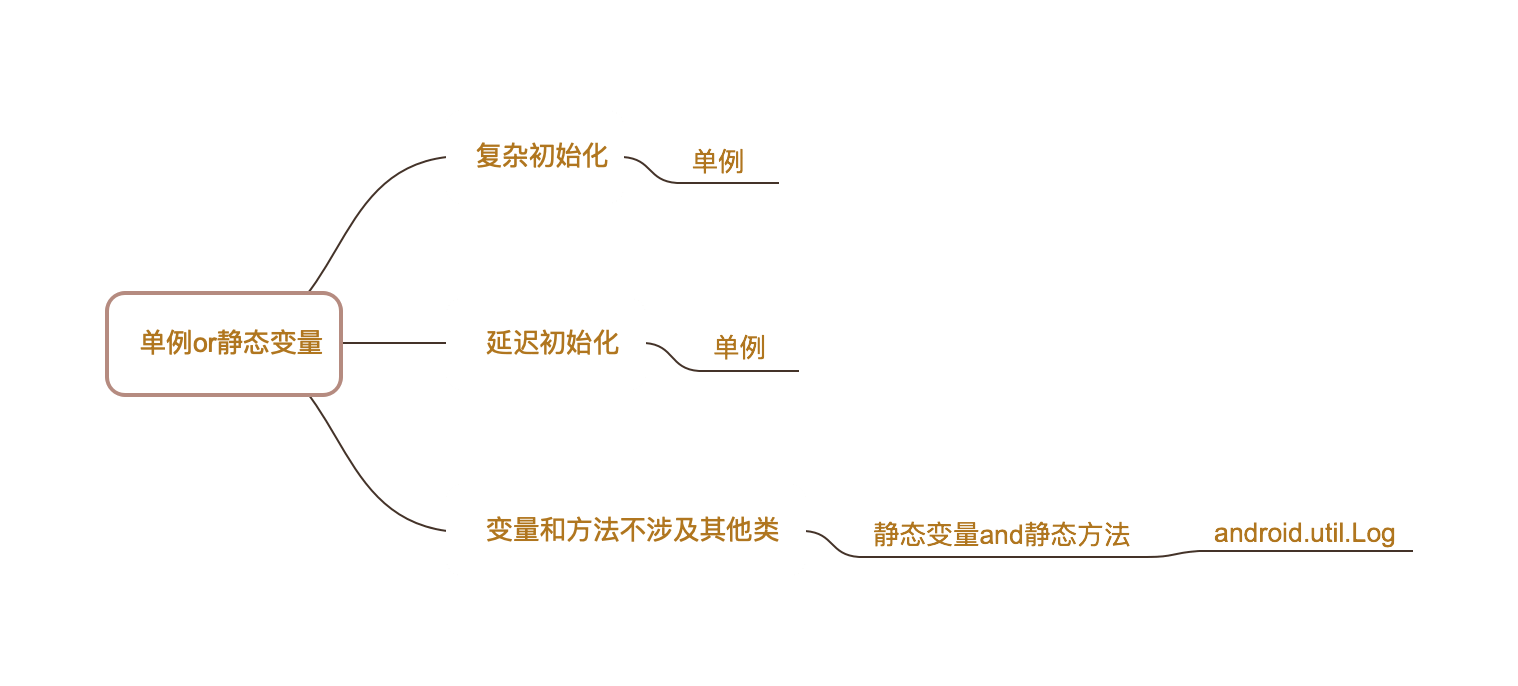 复杂初始化
单例
单例or静态变量
延迟初始化
单例
变量和方法不涉及其他类
静态变量and静态方法
android.util.Log